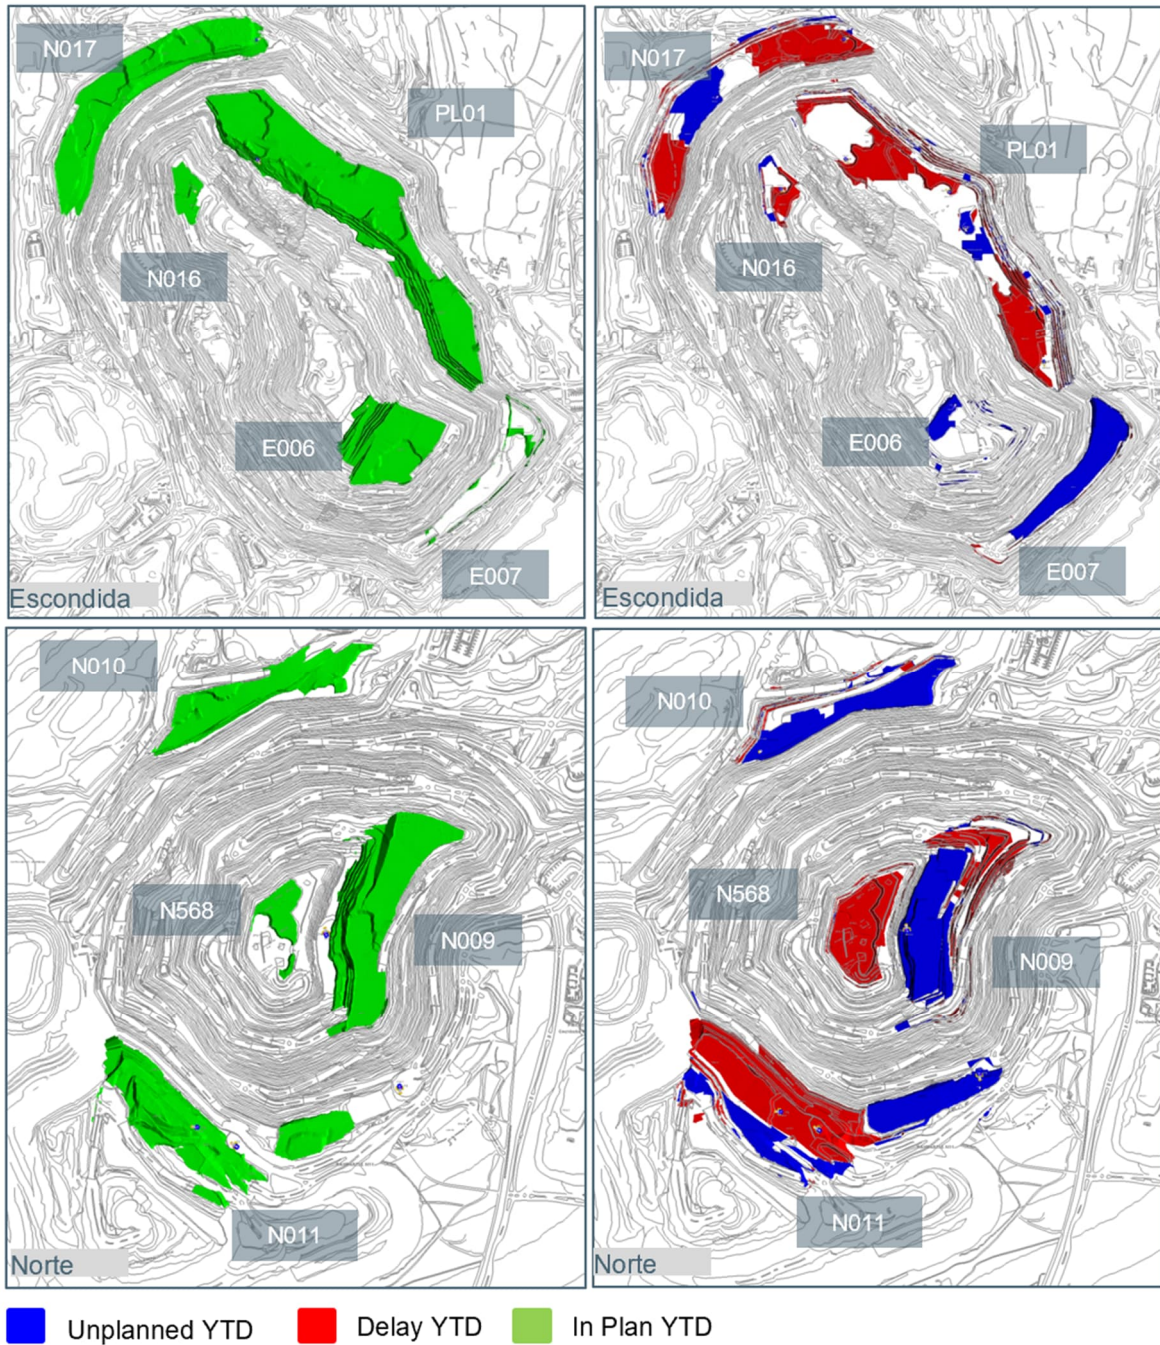 N017
PL01
N016
E006
E007
Escondida
N017
PL01
N016
E006
E007
Escondida
N010
N568
N009
N011
Norte
N010
N568
N009
N011
Norte
Unplanned YTD
Delay YTD
In Plan YTD